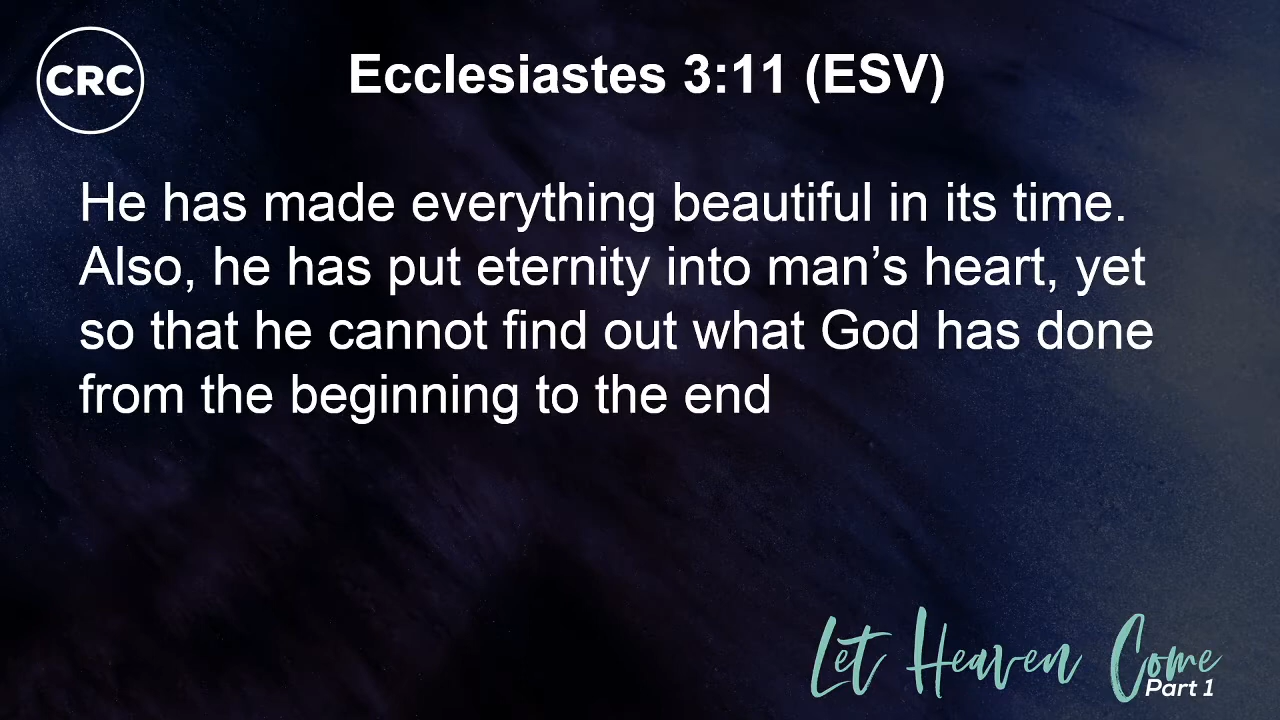 CRC
Ecclesiastes 3:11 (ESV)
He has made everything beautiful in its time.
Also, he has put eternity into man’s heart, yet
so that he cannot find out what God has done
from the beginning to the end
Let Heaven Come
Part 1